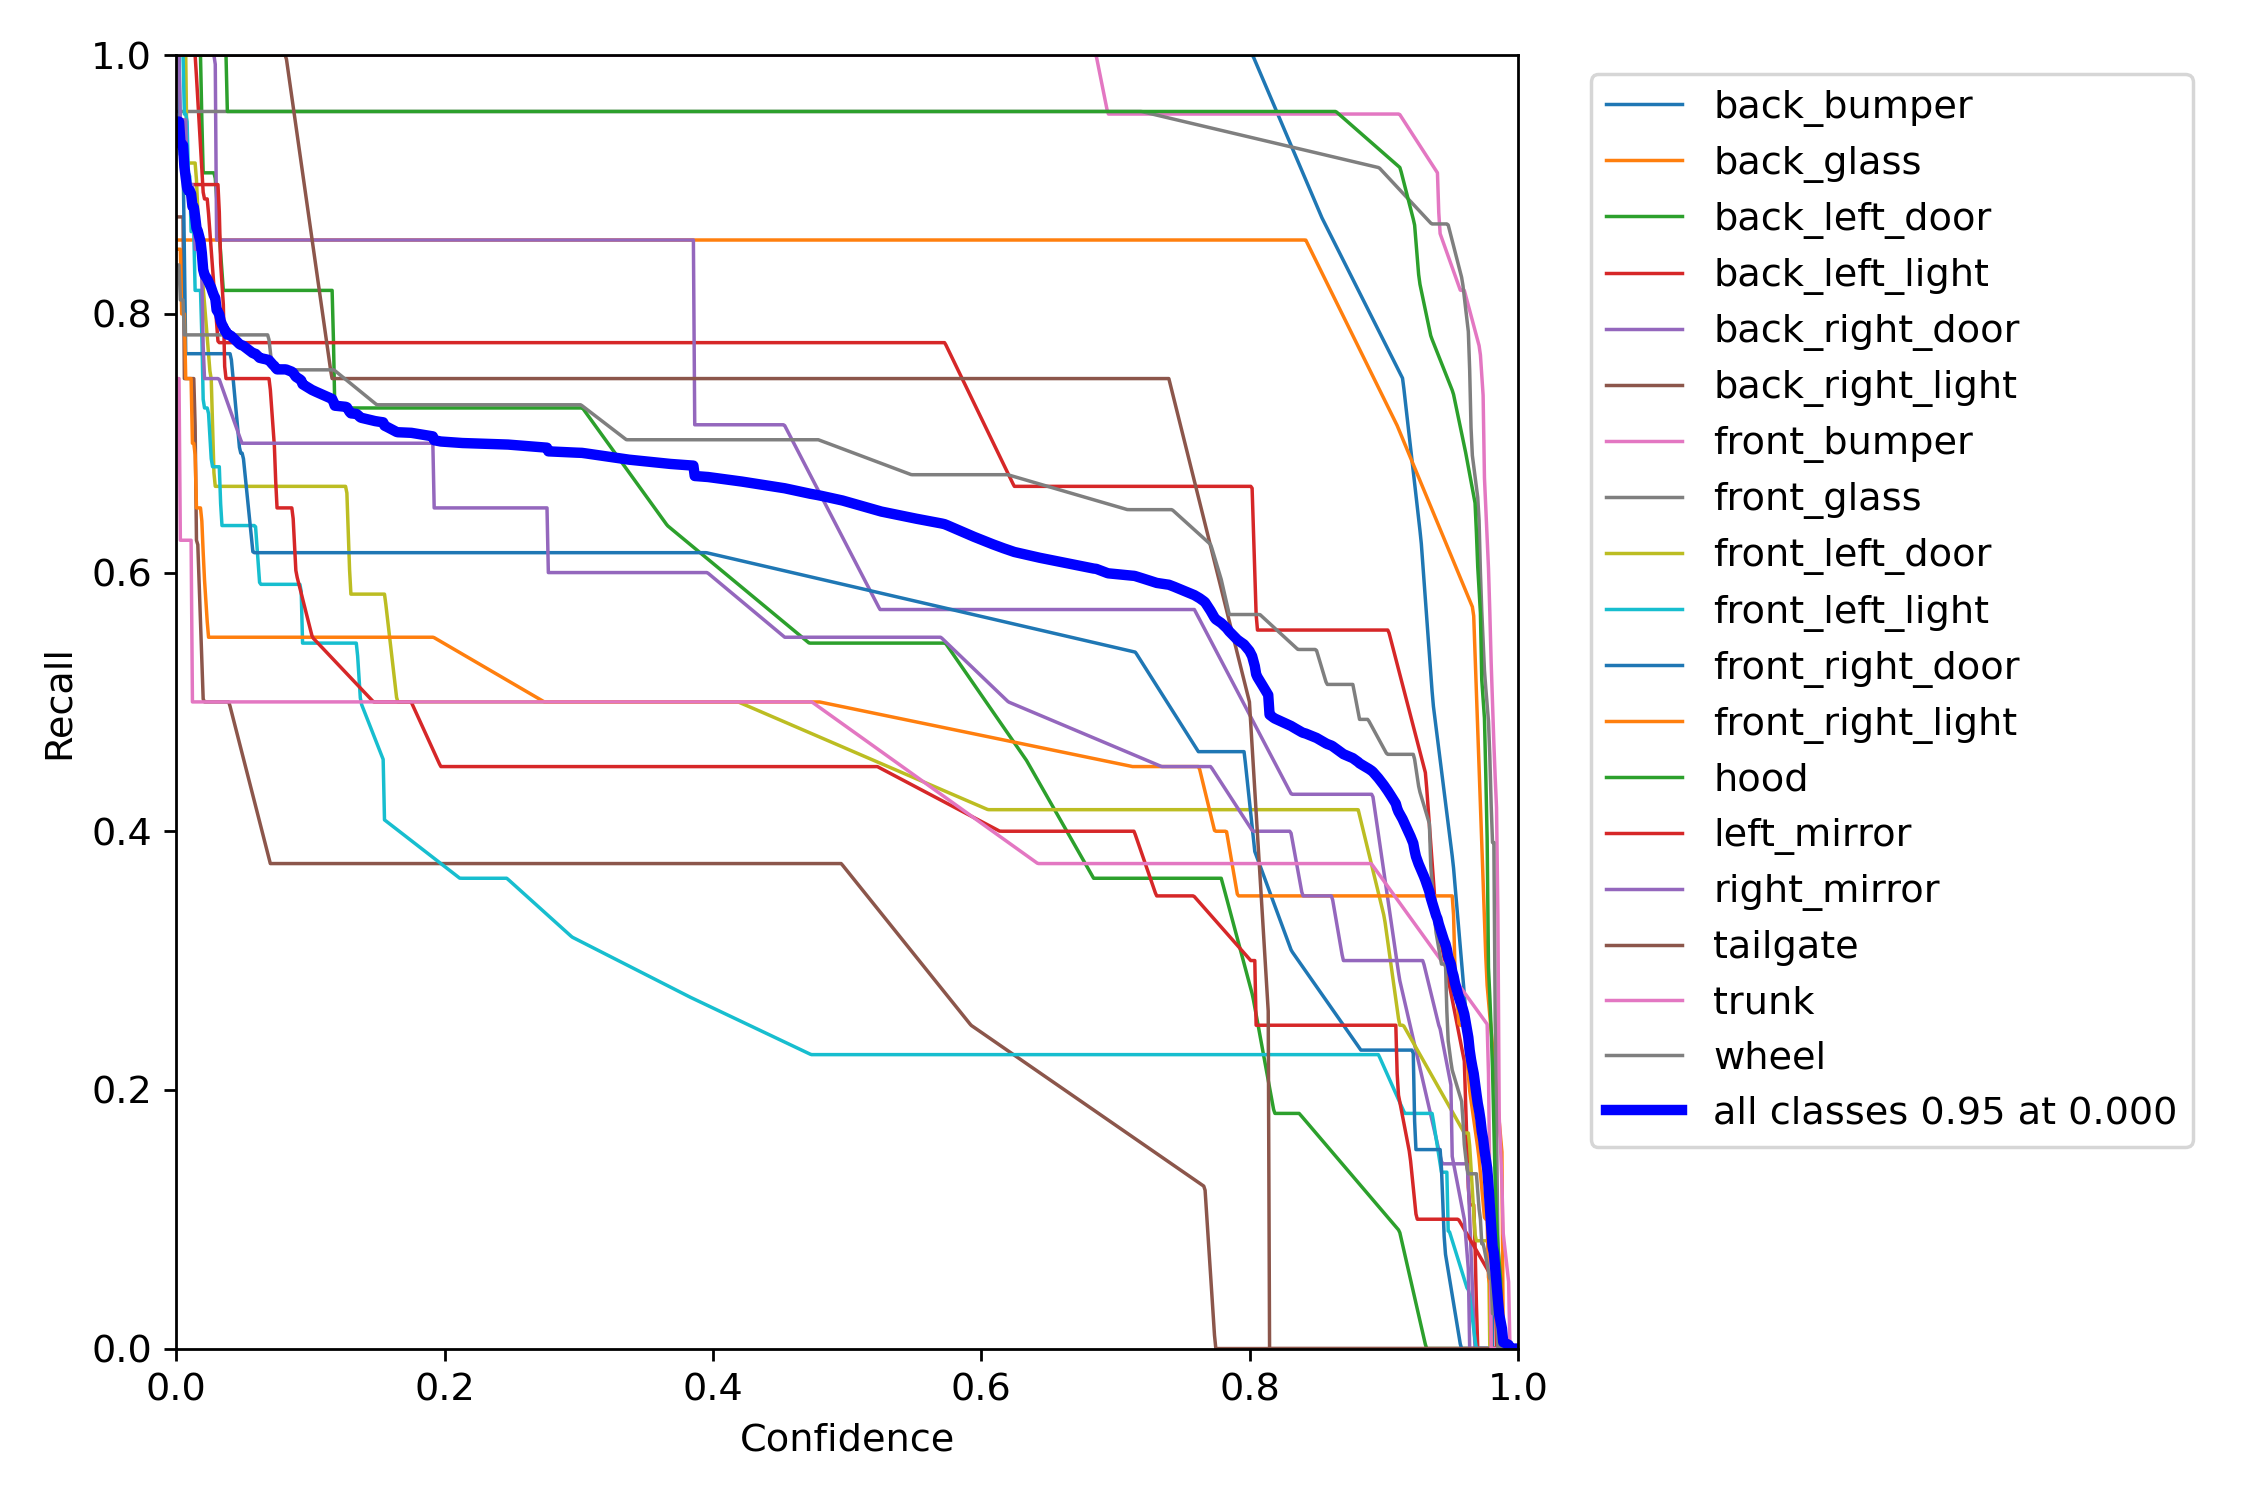 1.0
0.8
0.6
0.4
0.2
0.0
Recall
0.0 0.2 0.4 0.6 0.8 1.0
Confidence
back_bumper
back_glass
back_left_door
back_left_light
back_right_door
back_right_light
front_bumper
front_glass
front_left_door
front_left_light
front_right_door
front_right_light
hood
left_mirror
right_mirror
tailgate
trunk
wheel
all classes 0.95 at 0.000